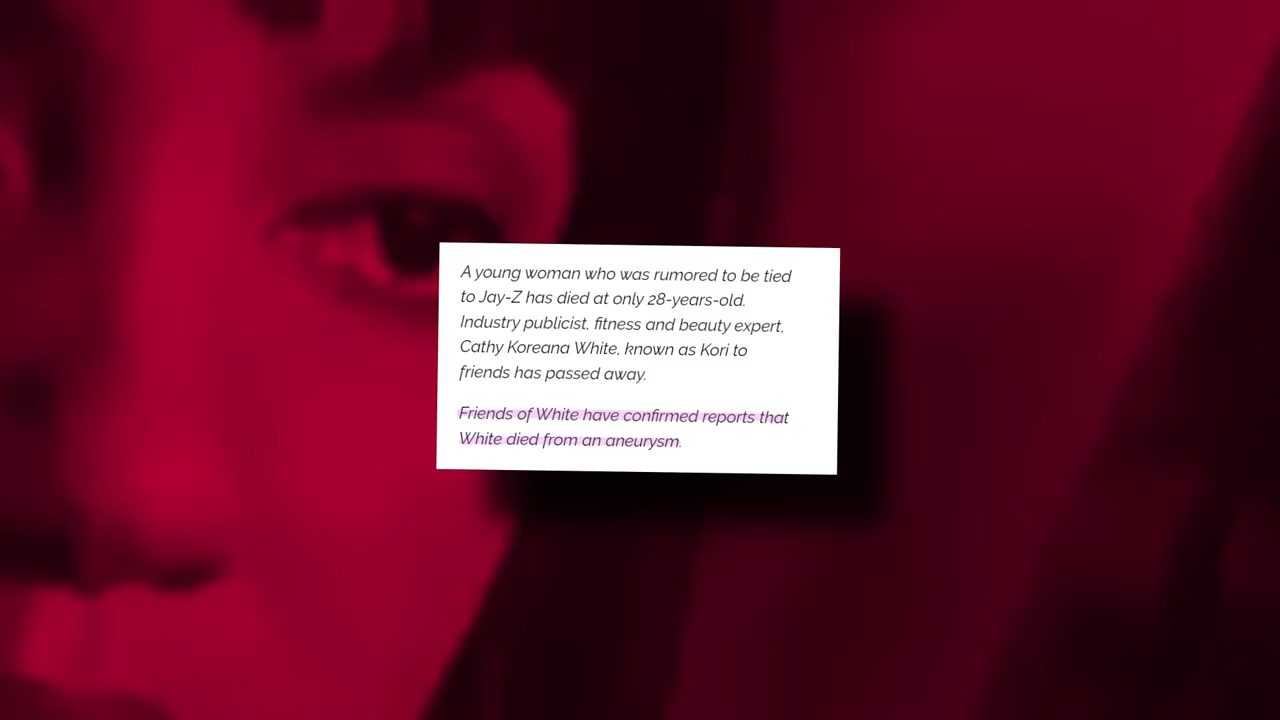 A young woman who was rumored to be tied
to Jay-Z has died at only 28-years-old.
Industry publicist, fitness and beauty expert,
Cathy Koreana White, known as Kori to
friends has passed away.
Friends of White have confirmed reports that
White died from an aneurysm.